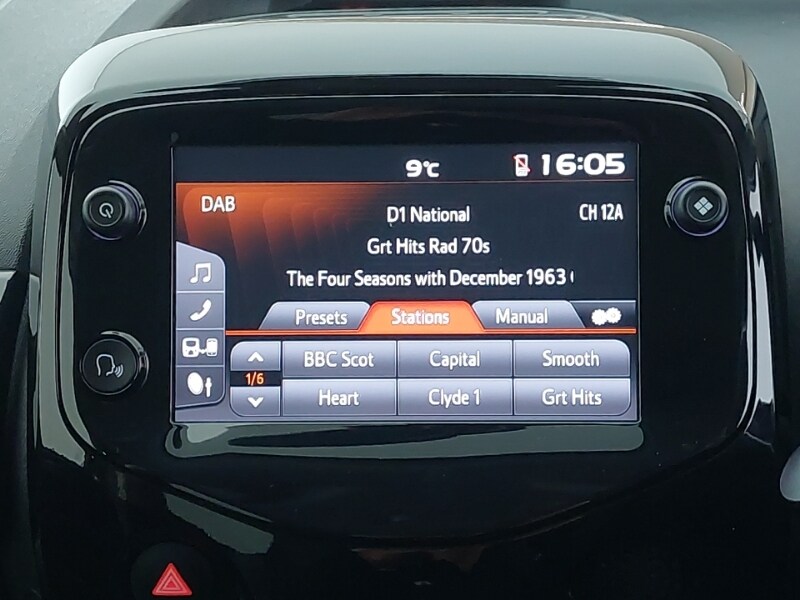 9°C 16:05
DAB D1 National CH 12A
Grt Hits Rad 70s
The Four Seasons with December 1963
Presets Stations Manual
BBC Scot Capital Smooth
1/6
Heart Clyde 1 Grt Hits